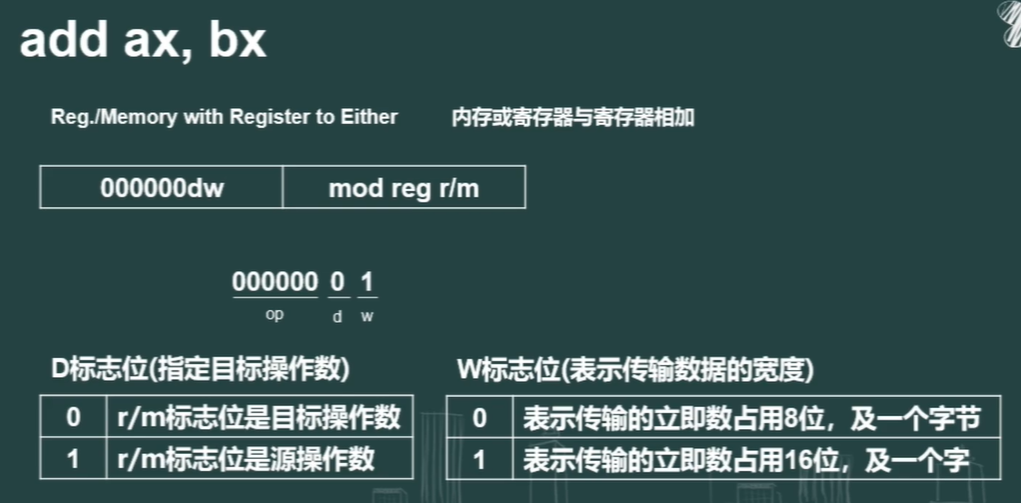 add ax, bx
Reg./Memory with Register to Either 内存或寄存器与寄存器相加
000000dw mod reg r/m
000000 0 1
op d w
D标志位(指定目标操作数)
0 r/m标志位是目标操作数
1 r/m标志位是源操作数
W标志位(表示传输数据的宽度)
0 表示传输的立即数占用8位，及一个字节
1 表示传输的立即数占用16位，及一个字